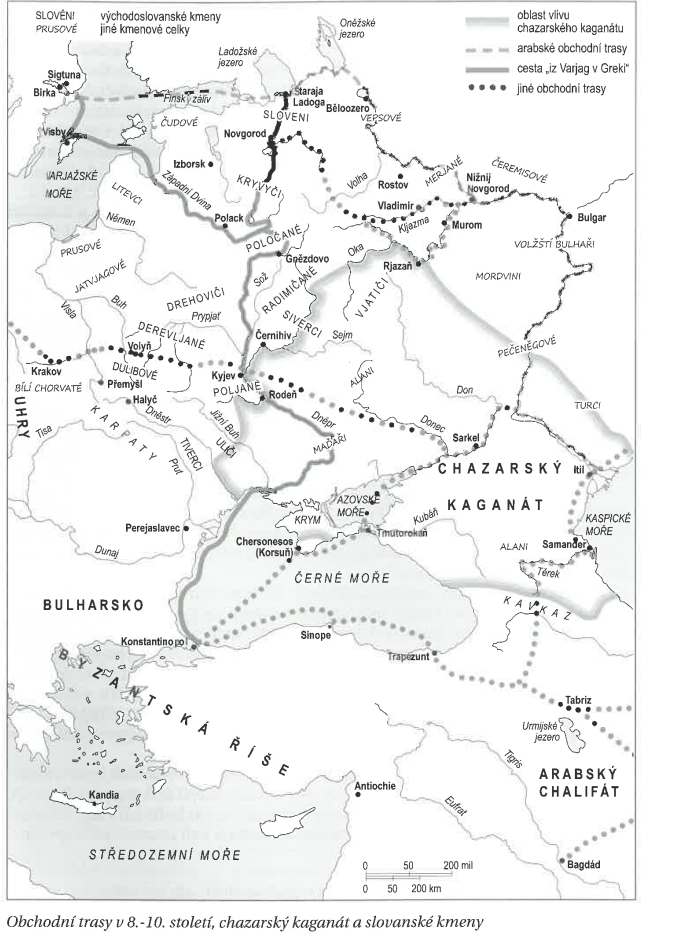 SLOVĚNI východoslovanské kmeny
PRUSOVÉ jiné kmenové celky
oblast vlivu
chazarského kaganátu
arabské obchodní trasy
cesta „iz Varjag v Greki“
jiné obchodní trasy
Oněžské
jezero
Ladožské
jezero
Sigtuna
Birka
Finský záliv
Staraja
Ladoga
Běloozero
SLOVENI
VEPSOVÉ
Visby
ČUDOVÉ
Novgorod
Izborsk
VARJAŽSKÉ
MOŘE
LITEVCI
Západní Dvina
KRYVYČI
Volha
Rostov
MERJANÉ
ČEREMISOVÉ
Nižnij
Novgorod
Vladimir
Kljazma
Murom
Bulgar
Němen
Polack
POLOČANÉ
VOLŽŠTÍ BULHAŘI
PRUSOVÉ
Gnězdovo
Oka
Rjazaň
MORDVINI
JATVJAGOVÉ
Sož
RADIMIČANÉ
VJATIČI
Visla
Buh
DREHOVIČI
Prypjať
SIVERCI
Sejm
DEREVLJANÉ
Černihiv
PEČENĚGOVÉ
Volyň
DULIBOVÉ
Krakov
Kyjev
ALANI
BÍLÍ CHORVATÉ
Přemyšl
POLJANÉ
Rodeň
Don
TURCI
UHRY
Halyč
Dněstr
Jižní Buh
Dněpr
Donec
KARPATY
Tisa
Prut
TIVERCI
ULIČI
MAĎAŘI
Sarkel
CHAZARSKÝ
KAGANÁT
Itil
AZOVSKÉ
MOŘE
KRYM
Kubáň
KASPICKÉ
MOŘE
Perejaslavec
Tmutorokaň
Chersonesos
(Korsuň)
ALANI
Samander
Dunaj
Těrek
ČERNÉ MOŘE
KAVKAZ
BULHARSKO
Konstantinopol
Sinope
Trapezunt
BYZANTSKÁ ŘÍŠE
Tabriz
Urmijské
jezero
Tigris
ARABSKÝ
CHALIFÁT
Antiochie
Eufrat
Kandia
STŘEDOZEMNÍ MOŘE
0 50 200 mil
0 50 200 km
Bagdád
Obchodní trasy v 8.-10. století, chazarský kaganát a slovanské kmeny